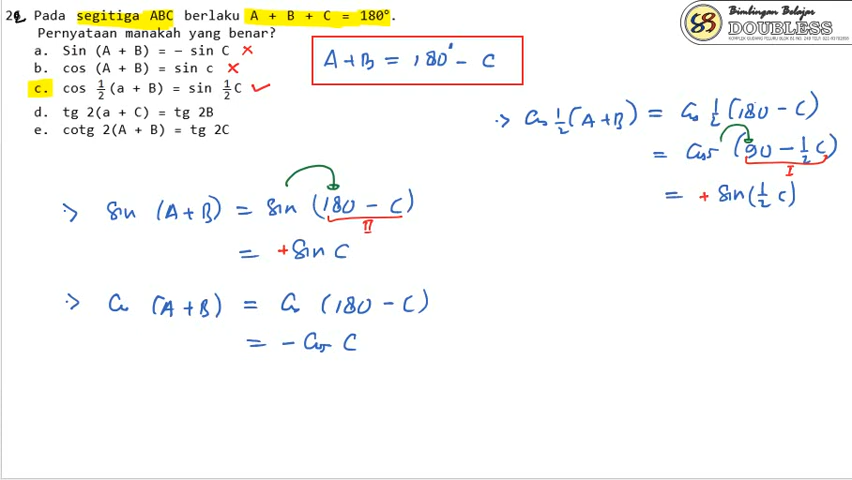 Pada segitiga ABC berlaku A + B + C = 180°.
Pernyataan manakah yang benar?
a. Sin (A + B) = - sin C ×
b. cos (A + B) = sin c ×
c. cos ½(a + B) = sin ½C ✓
d. tg 2(a + C) = tg 2B
e. cotg 2(A + B) = tg 2C
A+B = 180° - C
Bimbingan Belajar
DOUBLESS
∴> Cos ½(A+B) = Cos ½(180 - C)
= Cos (90 - ½C)
I
= + Sin(½C)
∴> Sin (A+B) = Sin (180 - C)
II
= +Sin C
∴> Cos (A+B) = Cos (180 - C)
= - Cos C